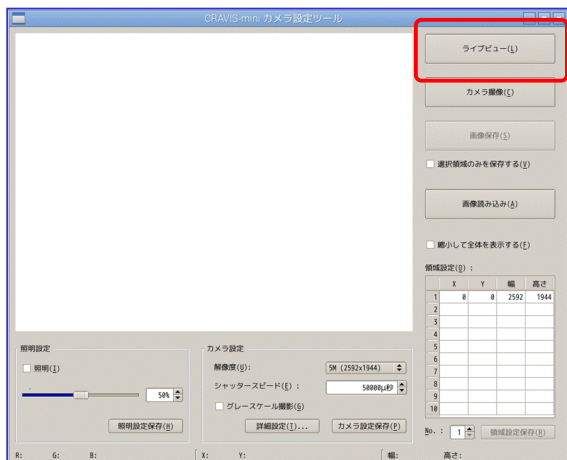 CRAVIS-mini カメラ設定ツール
ライブビュー(L)
カメラ撮像(C)
画像保存(S)
選択領域のみを保存する(V)
画像読み込み(A)
縮小して全体を表示する(F)
領域設定(O) :
X Y 幅 高さ
1 0 0 2592 1944
2
3
4
5
6
7
8
9
10
No. : 1 領域設定保存(R)
照明設定
照明(I)
50%
照明設定保存(H)
カメラ設定
解像度(U): 5M (2592x1944)
シャッタースピード(E) : 50000μ秒
グレースケール撮影(G)
詳細設定(T)... カメラ設定保存(P)
R: G: B: X: Y: 幅: 高さ: